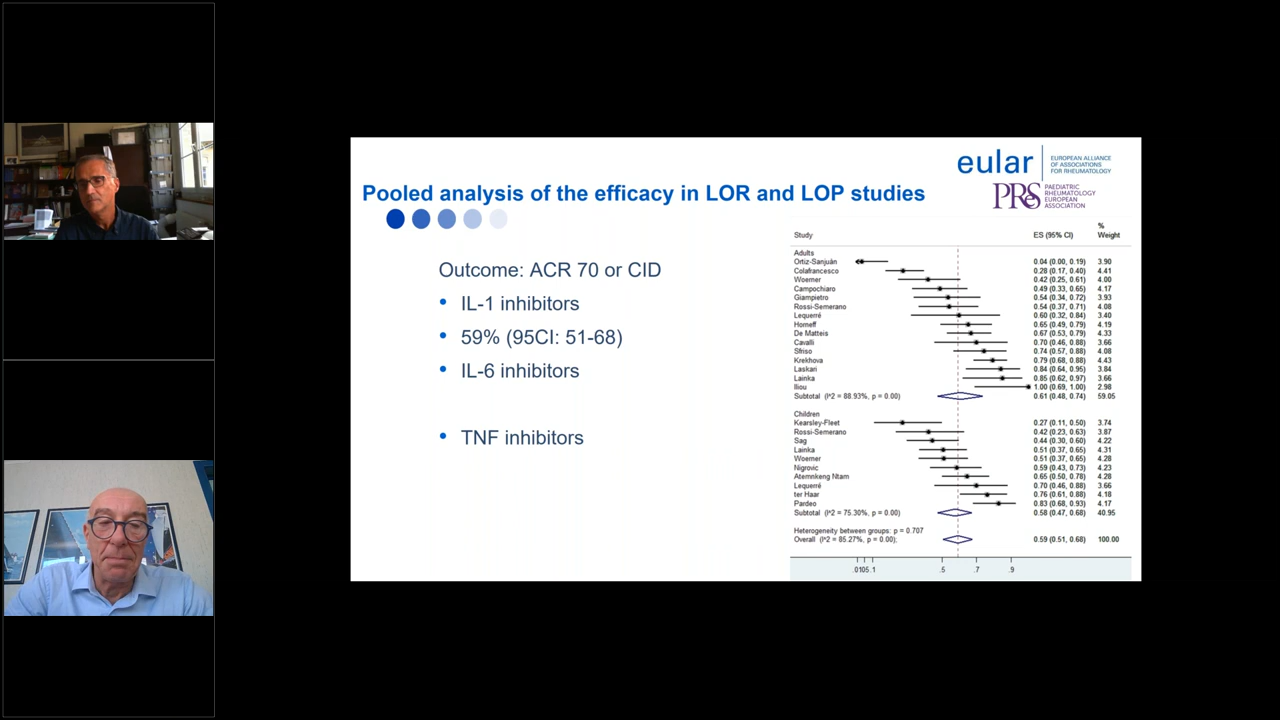 eular
EUROPEAN ALLIANCE
OF ASSOCIATIONS
FOR RHEUMATOLOGY
PReS
PAEDIATRIC
RHEUMATOLOGY
EUROPEAN
ASSOCIATION
Pooled analysis of the efficacy in LOR and LOP studies
Outcome: ACR 70 or CID
• IL-1 inhibitors
• 59% (95CI: 51-68)
• IL-6 inhibitors
• TNF inhibitors
%
Study ES (95% CI) Weight
Adults
Ortiz-Sanjuán 0.04 (0.00, 0.19) 3.90
Colafrancesco 0.28 (0.17, 0.40) 4.41
Woerner 0.42 (0.25, 0.61) 4.00
Campochiaro 0.49 (0.33, 0.65) 4.17
Giampietro 0.54 (0.34, 0.72) 3.93
Rossi-Semerano 0.54 (0.37, 0.71) 4.08
Lequerré 0.60 (0.32, 0.84) 3.40
Horneff 0.65 (0.49, 0.79) 4.19
De Matteis 0.67 (0.53, 0.79) 4.33
Cavalli 0.70 (0.46, 0.88) 3.66
Sfriso 0.74 (0.57, 0.88) 4.08
Krekhova 0.79 (0.68, 0.88) 4.43
Laskari 0.84 (0.64, 0.95) 3.84
Lainka 0.85 (0.62, 0.97) 3.66
Iliou 1.00 (0.69, 1.00) 2.98
Subtotal (I^2 = 88.93%, p = 0.00) 0.61 (0.48, 0.74) 59.05
Children
Kearsley-Fleet 0.27 (0.11, 0.50) 3.74
Rossi-Semerano 0.42 (0.23, 0.63) 3.87
Sag 0.44 (0.30, 0.60) 4.22
Lainka 0.51 (0.37, 0.65) 4.31
Woerner 0.51 (0.37, 0.65) 4.28
Nigrovic 0.59 (0.43, 0.73) 4.23
Atemnkeng Ntam 0.65 (0.50, 0.78) 4.28
Lequerré 0.70 (0.46, 0.88) 3.66
ter Haar 0.76 (0.61, 0.88) 4.18
Pardeo 0.83 (0.68, 0.93) 4.17
Subtotal (I^2 = 75.30%, p = 0.00) 0.58 (0.47, 0.68) 40.95
Heterogeneity between groups: p = 0.707
Overall (I^2 = 85.27%, p = 0.00); 0.59 (0.51, 0.68) 100.00
.0105 .1 .5 .7 .9